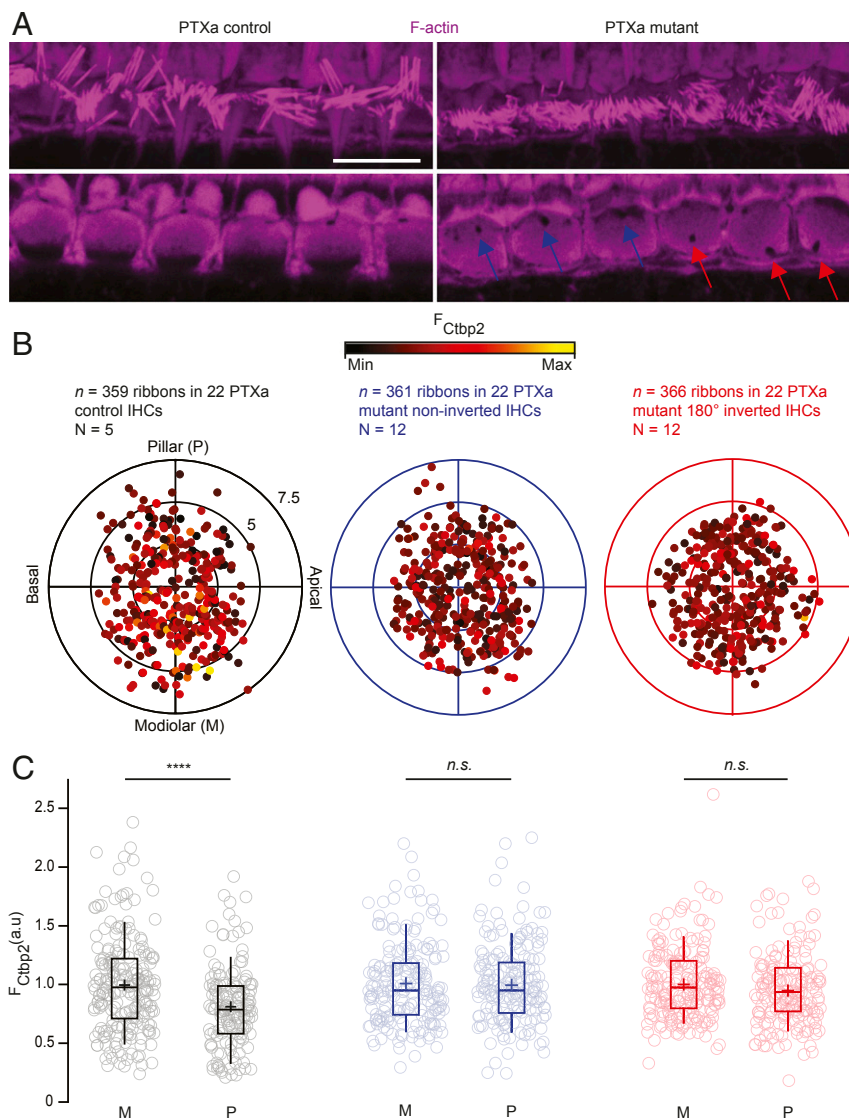 A
PTXa control
F-actin
PTXa mutant
B
F Ctbp2
Min
Max
n = 359 ribbons in 22 PTXa
control IHCs
N = 5
n = 361 ribbons in 22 PTXa
mutant non-inverted IHCs
N = 12
n = 366 ribbons in 22 PTXa
mutant 180° inverted IHCs
N = 12
Pillar (P)
7.5
5
Basal
Apical
Modiolar (M)
C
****
n.s.
n.s.
2.5
2.0
1.5
1.0
0.5
0
F Ctbp2 (a.u)
M
P
M
P
M
P